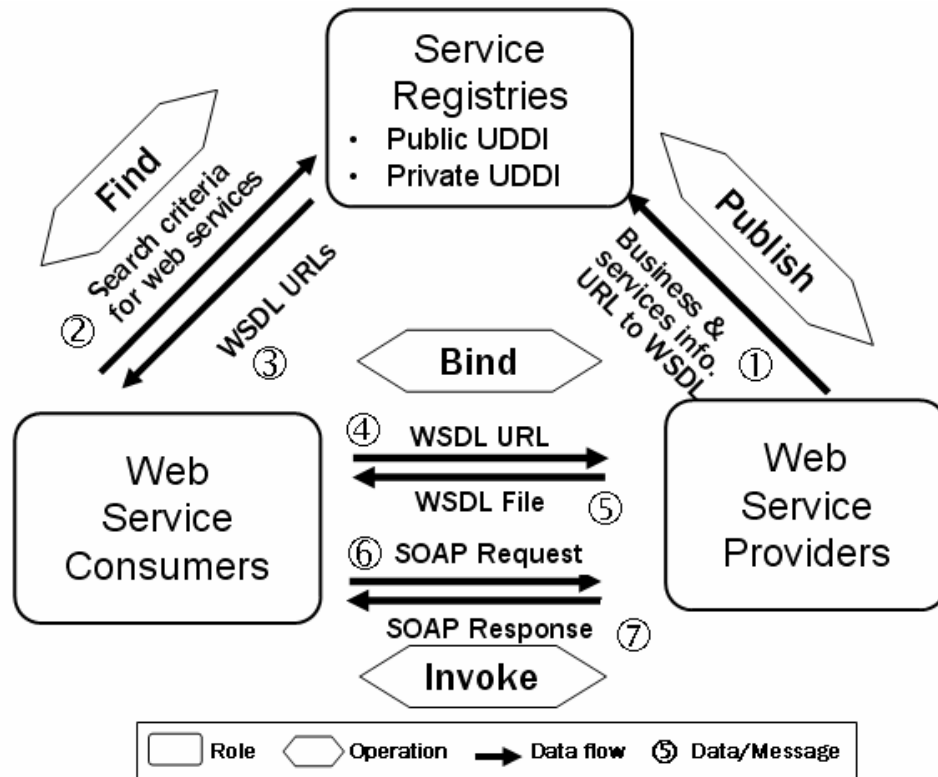 Service
Registries
• Public UDDI
• Private UDDI
Find
Publish
Search criteria
for web services
②
WSDL URLs
③
Business &
services info.
URL to WSDL
①
Bind
④ WSDL URL
WSDL File ⑤
Web
Service
Consumers
Web
Service
Providers
⑥ SOAP Request
SOAP Response ⑦
Invoke
Role Operation Data flow ⑤ Data/Message